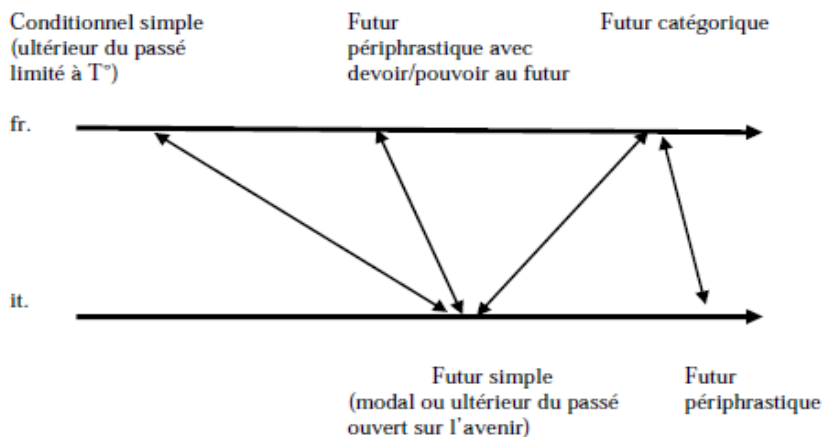 Conditionnel simple
(ultérieur du passé
limité à T°)
Futur
périphrastique avec
devoir/pouvoir au futur
Futur catégorique
fr.
it.
Futur simple
(modal ou ultérieur du passé
ouvert sur l'avenir)
Futur
périphrastique